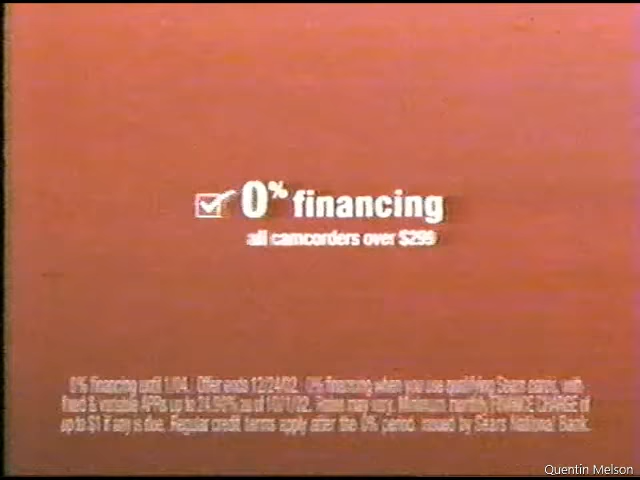 0% financing
all camcorders over $299
0% financing until 1/04. Offer ends 12/24/02. 0% financing when you use qualifying Sears cards, with
fixed & variable APRs up to 24.90% as of 10/1/02. Rates may vary. Minimum monthly FINANCE CHARGE of
up to $1 if any is due. Regular credit terms apply after the 0% period. Issued by Sears National Bank.
Quentin Melson